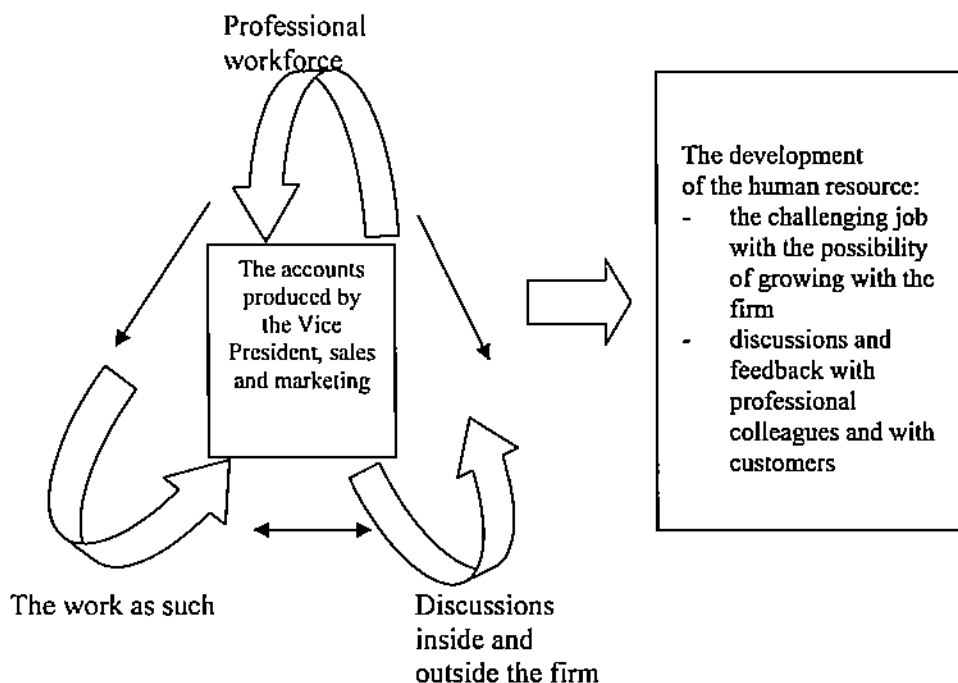 Professional
workforce
The accounts
produced by
the Vice
President, sales
and marketing
The work as such
Discussions
inside and
outside the firm
The development
of the human resource:
- the challenging job
with the possibility
of growing with the
firm
- discussions and
feedback with
professional
colleagues and with
customers